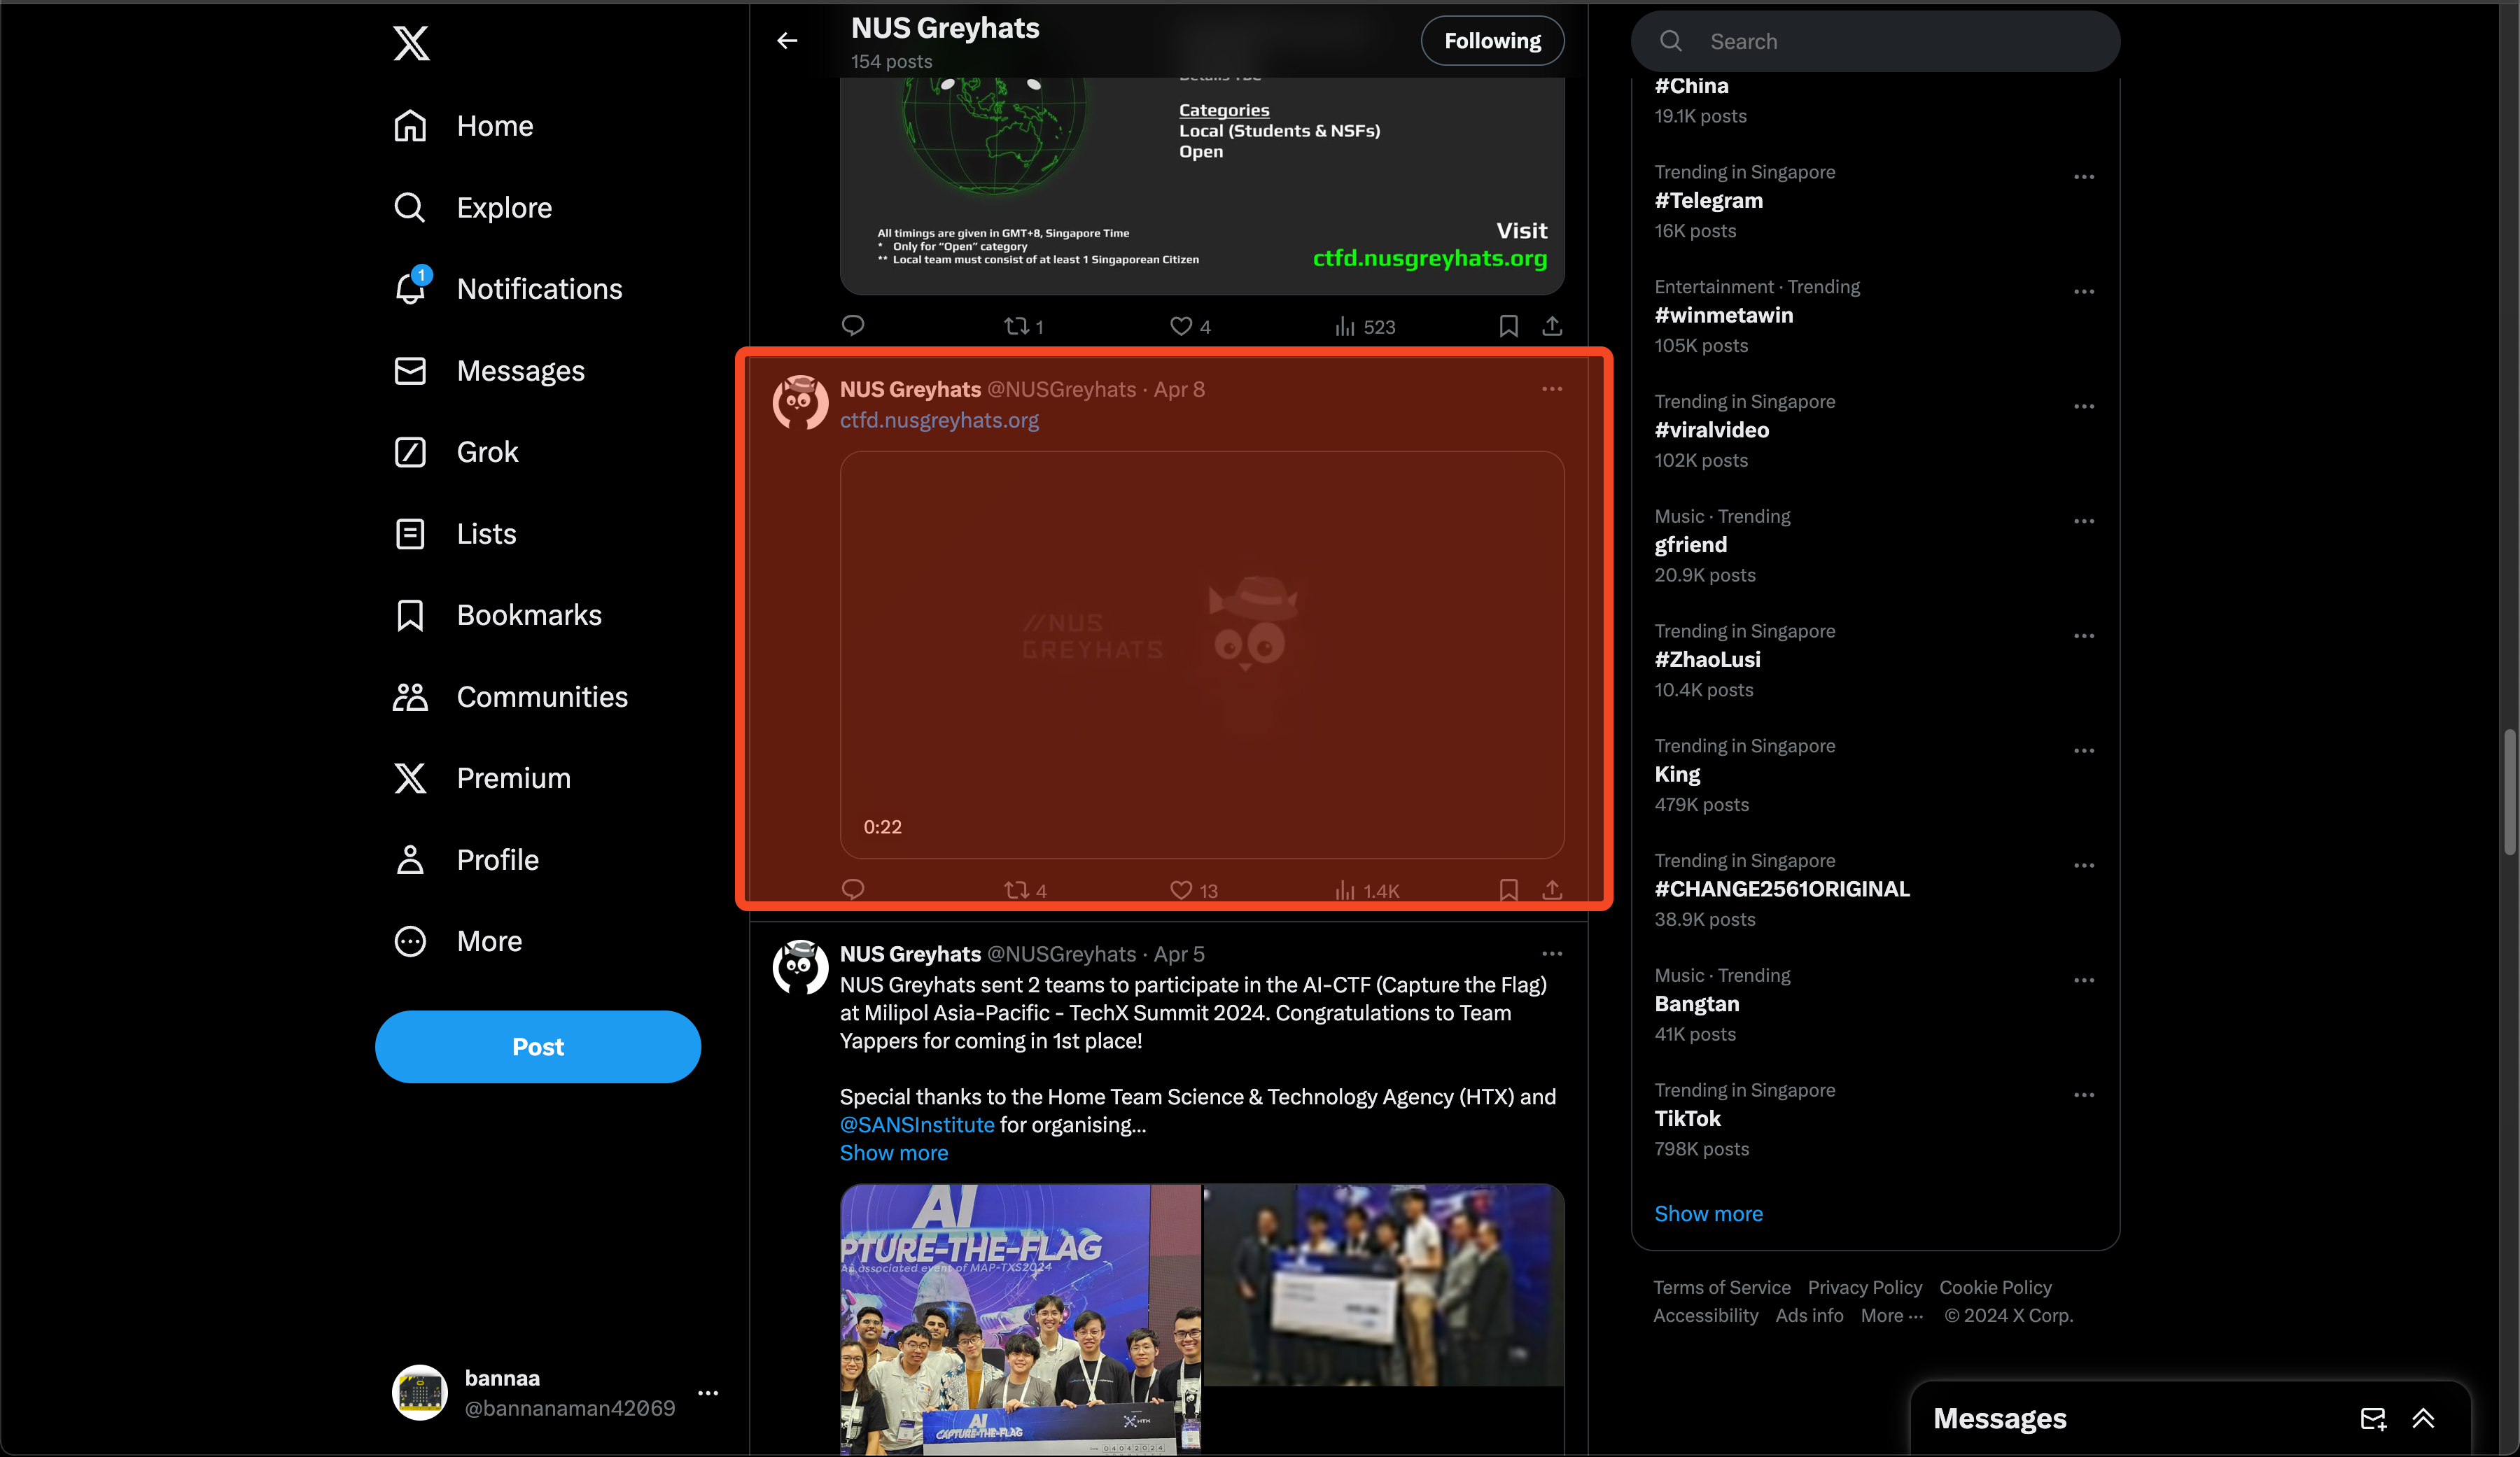 Home
Explore
1
Notifications
Messages
Grok
Lists
Bookmarks
Communities
Premium
Profile
More
Post
bannaa
@bannanaman42069
NUS Greyhats
154 posts
Following
Categories
Local (Students & NSFs)
Open
All timings are given in GMT+8, Singapore Time
* Only for “Open” category
** Local team must consist of at least 1 Singaporean Citizen
Visit
ctfd.nusgreyhats.org
1 4 523
NUS Greyhats @NUSGreyhats · Apr 8
ctfd.nusgreyhats.org
//NUS
GREYHATS
0:22
4 13 1.4K
NUS Greyhats @NUSGreyhats · Apr 5
NUS Greyhats sent 2 teams to participate in the AI-CTF (Capture the Flag)
at Milipol Asia-Pacific - TechX Summit 2024. Congratulations to Team
Yappers for coming in 1st place!
Special thanks to the Home Team Science & Technology Agency (HTX) and
@SANSInstitute for organising...
Show more
AI
PTURE-THE-FLAG
An associated event of MAP-TXS2024
AI
CAPTURE-THE-FLAG
HTX
04042024
Search
#China
19.1K posts
Trending in Singapore
#Telegram
16K posts
Entertainment · Trending
#winmetawin
105K posts
Trending in Singapore
#viralvideo
102K posts
Music · Trending
gfriend
20.9K posts
Trending in Singapore
#ZhaoLusi
10.4K posts
Trending in Singapore
King
479K posts
Trending in Singapore
#CHANGE2561ORIGINAL
38.9K posts
Music · Trending
Bangtan
41K posts
Trending in Singapore
TikTok
798K posts
Show more
Terms of Service Privacy Policy Cookie Policy
Accessibility Ads info More ··· © 2024 X Corp.
Messages